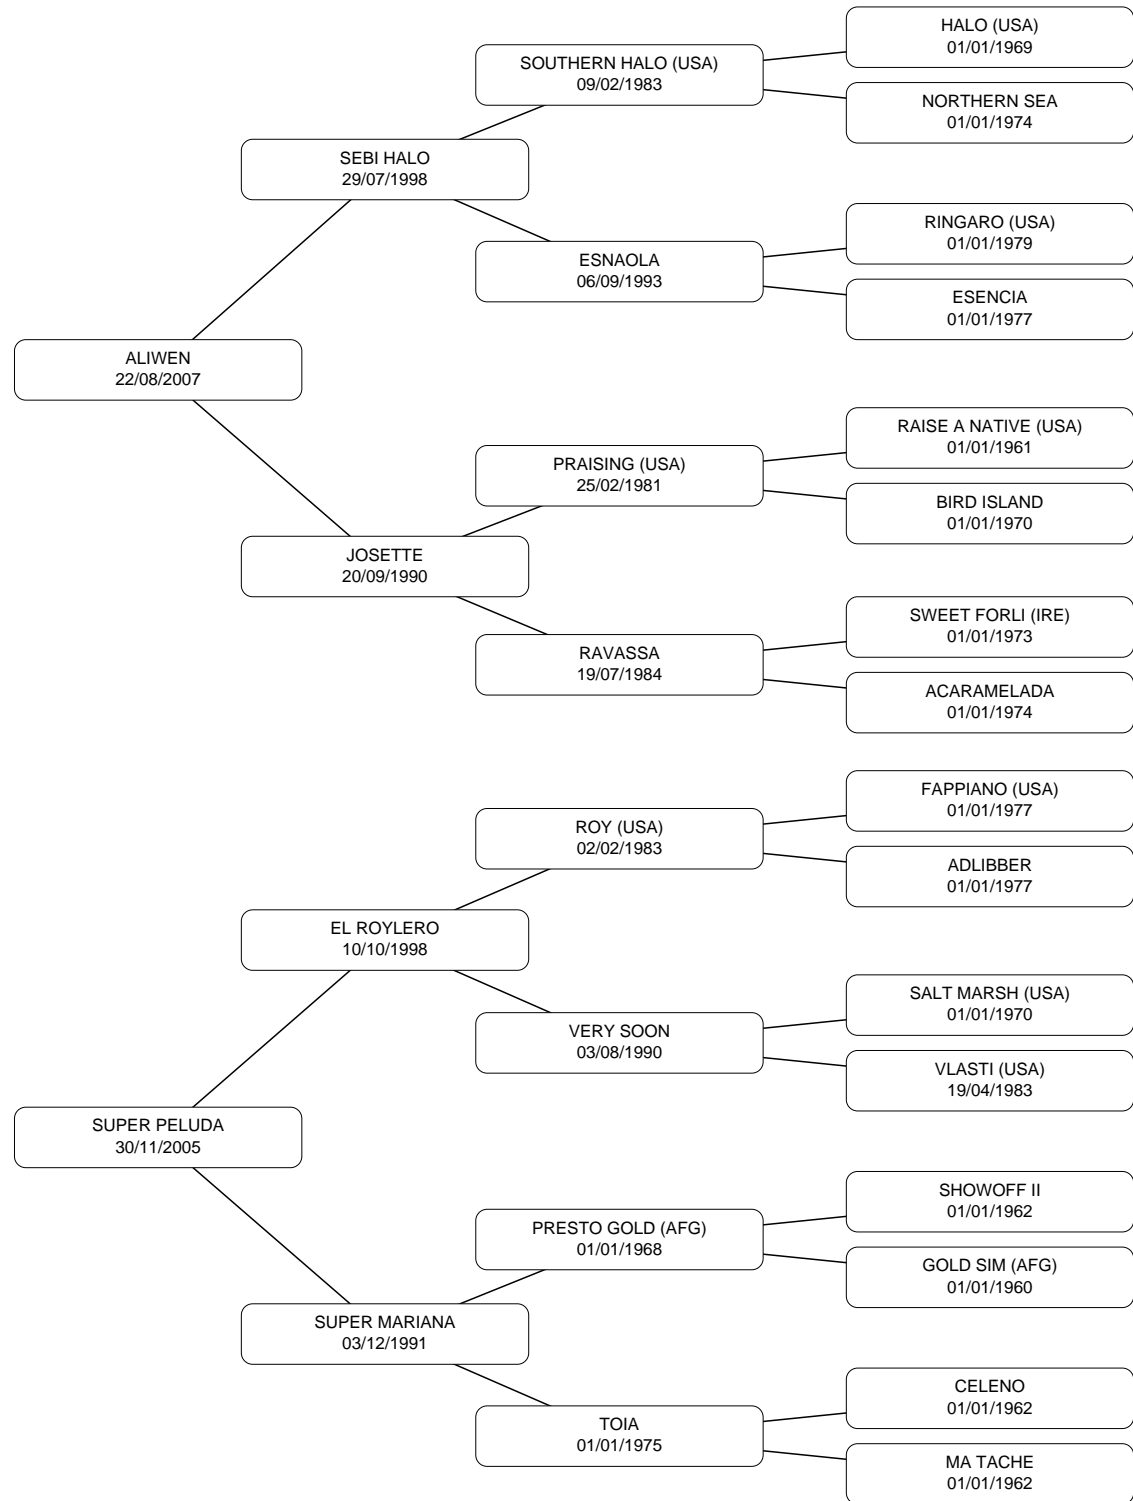 HALO (USA)
01/01/1969
SOUTHERN HALO (USA)
09/02/1983
NORTHERN SEA
01/01/1974
SEBI HALO
29/07/1998
RINGARO (USA)
01/01/1979
ESNAOLA
06/09/1993
ESENCIA
01/01/1977
ALIWEN
22/08/2007
RAISE A NATIVE (USA)
01/01/1961
PRAISING (USA)
25/02/1981
BIRD ISLAND
01/01/1970
JOSETTE
20/09/1990
SWEET FORLI (IRE)
01/01/1973
RAVASSA
19/07/1984
ACARAMELADA
01/01/1974
FAPPIANO (USA)
01/01/1977
ROY (USA)
02/02/1983
ADLIBBER
01/01/1977
EL ROYLERO
10/10/1998
SALT MARSH (USA)
01/01/1970
VERY SOON
03/08/1990
VLASTI (USA)
19/04/1983
SUPER PELUDA
30/11/2005
SHOWOFF II
01/01/1962
PRESTO GOLD (AFG)
01/01/1968
GOLD SIM (AFG)
01/01/1960
SUPER MARIANA
03/12/1991
CELENO
01/01/1962
TOIA
01/01/1975
MA TACHE
01/01/1962